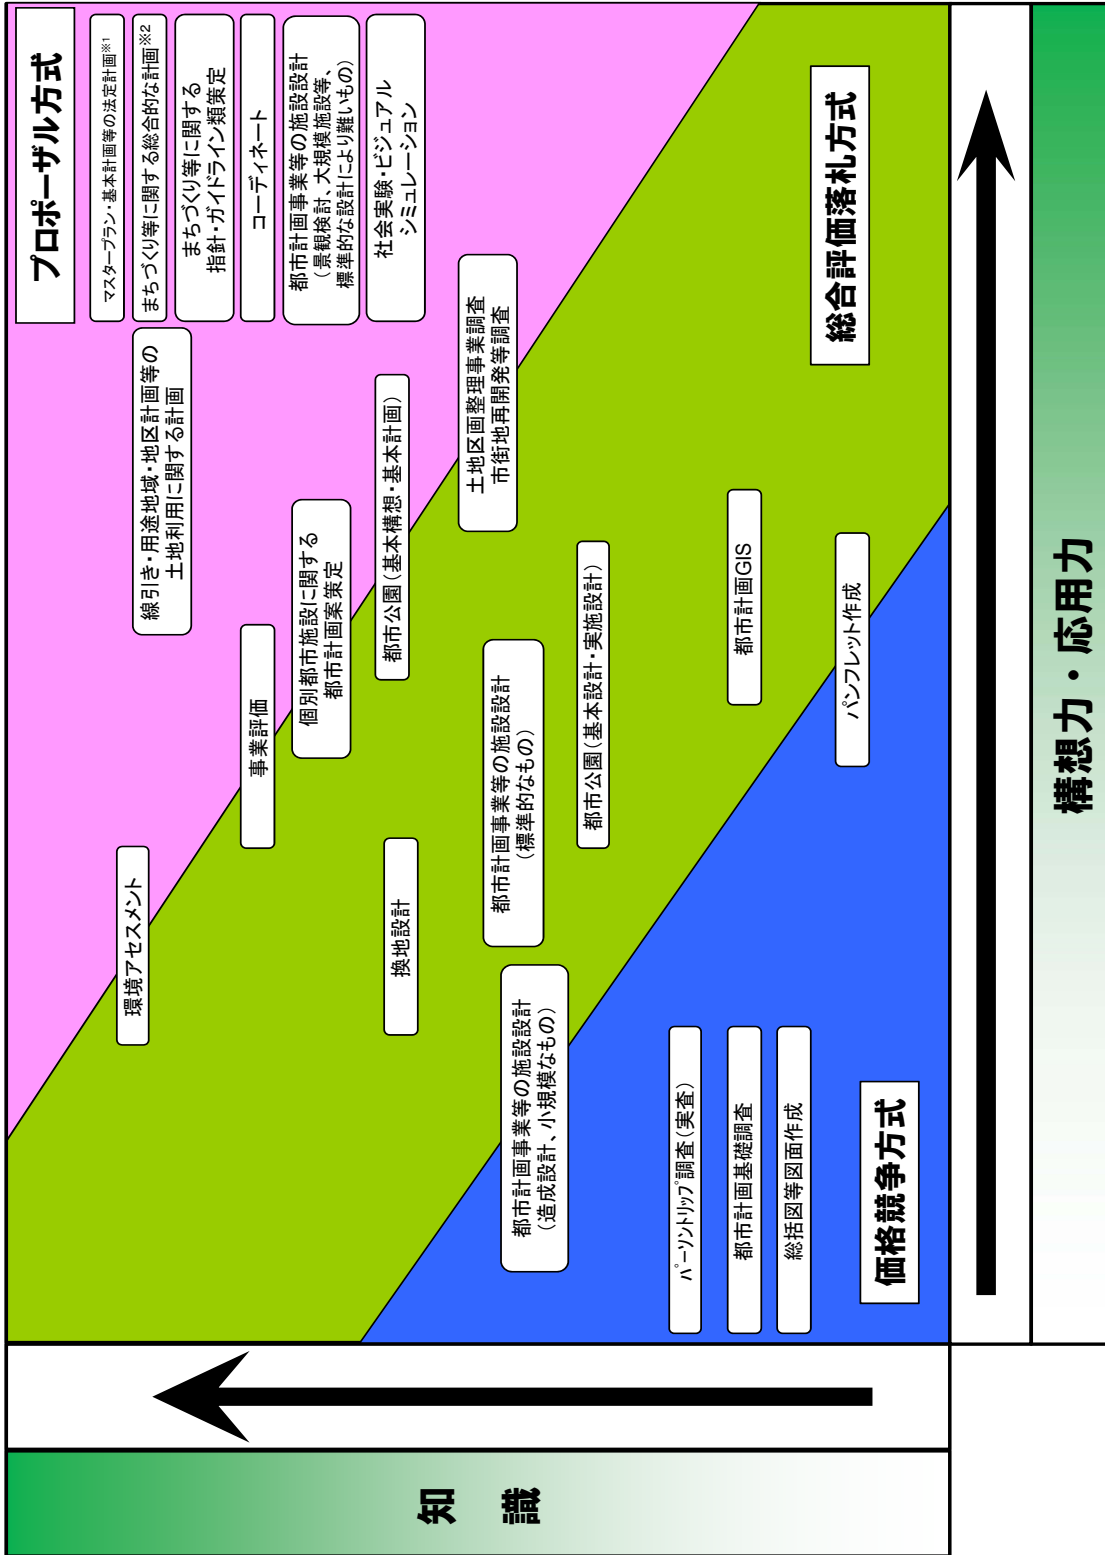 プロポーザル方式
マスタープラン・基本計画等の法定計画※1
まちづくり等に関する総合的な計画※2
まちづくり等に関する
指針・ガイドライン類策定
コーディネート
都市計画事業等の施設設計
（景観検討、大規模施設等、
標準的な設計により難いもの）
社会実験・ビジュアル
シミュレーション
線引き・用途地域・地区計画等の
土地利用に関する計画
個別都市施設に関する
都市計画案策定
都市公園（基本構想・基本計画）
土地区画整理事業調査
市街地再開発等調査
事業評価
環境アセスメント
総合評価落札方式
換地設計
都市計画事業等の施設設計
（標準的なもの）
都市公園（基本設計・実施設計）
都市計画GIS
パンフレット作成
都市計画事業等の施設設計
（造成設計、小規模なもの）
パーソントリップ調査（実査）
都市計画基礎調査
総括図等図面作成
価格競争方式
知識
構想力・応用力